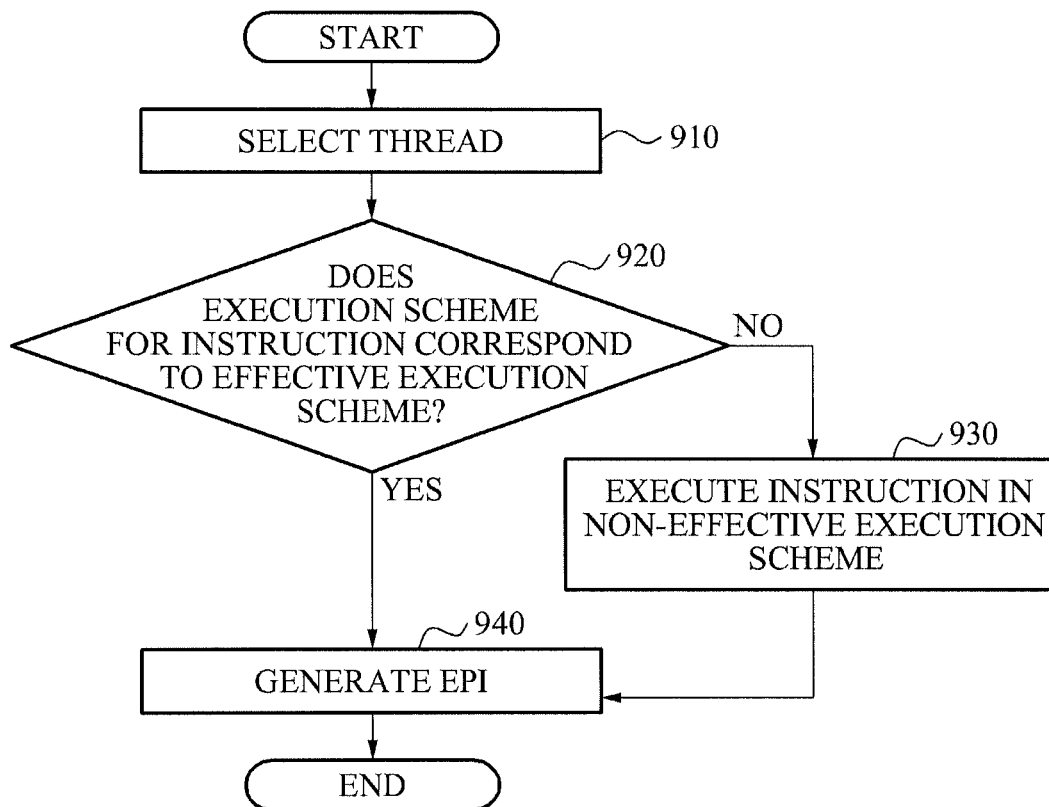 START
SELECT THREAD
910
DOES
EXECUTION SCHEME
FOR INSTRUCTION CORRESPOND
TO EFFECTIVE EXECUTION
SCHEME?
920
NO
YES
930
EXECUTE INSTRUCTION IN
NON-EFFECTIVE EXECUTION
SCHEME
940
GENERATE EPI
END